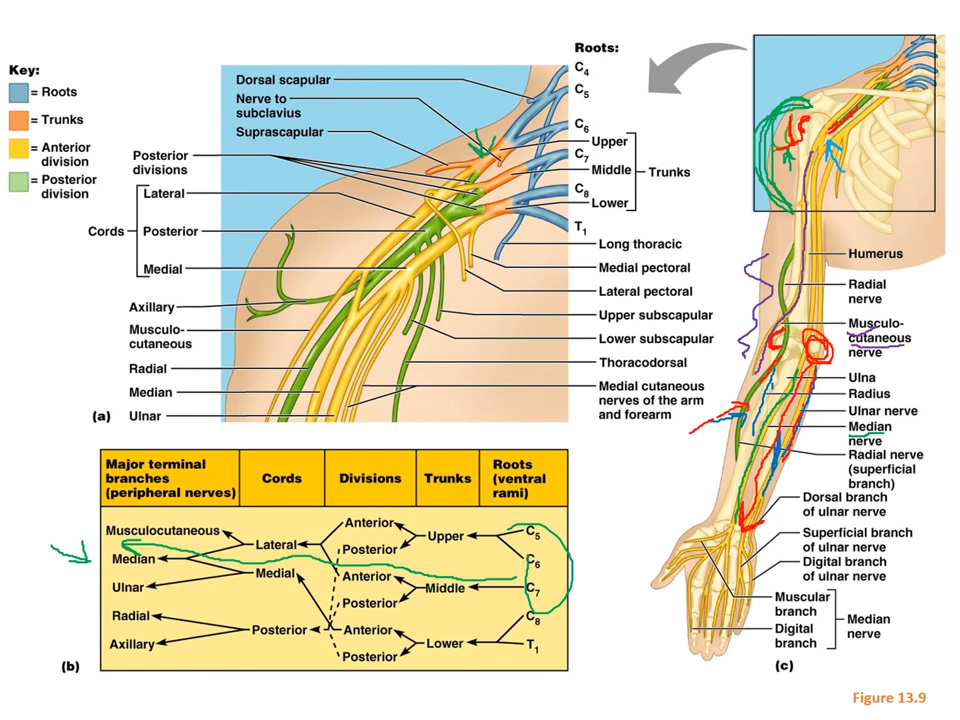 Key:
= Roots
= Trunks
= Anterior
division
= Posterior
division
Roots:
C4
C5
C6
C7
C8
T1
Dorsal scapular
Nerve to
subclavius
Suprascapular
Posterior
divisions
Lateral
Cords
Posterior
Medial
Axillary
Musculo-
cutaneous
Radial
Median
Ulnar
(a)
Upper
Middle
Trunks
Lower
Long thoracic
Medial pectoral
Lateral pectoral
Upper subscapular
Lower subscapular
Thoracodorsal
Medial cutaneous
nerves of the arm
and forearm
Major terminal
branches
(peripheral nerves)
Cords
Divisions
Trunks
Roots
(ventral
rami)
Musculocutaneous
Median
Ulnar
Radial
Axillary
Lateral
Medial
Posterior
Anterior
Posterior
Anterior
Posterior
Anterior
Posterior
Upper
Middle
Lower
C5
C6
C7
C8
T1
(b)
Humerus
Radial
nerve
Musculo-
cutaneous
nerve
Ulna
Radius
Ulnar nerve
Median
nerve
Radial nerve
(superficial
branch)
Dorsal branch
of ulnar nerve
Superficial branch
of ulnar nerve
Digital branch
of ulnar nerve
Muscular
branch
Digital
branch
Median
nerve
(c)
Figure 13.9